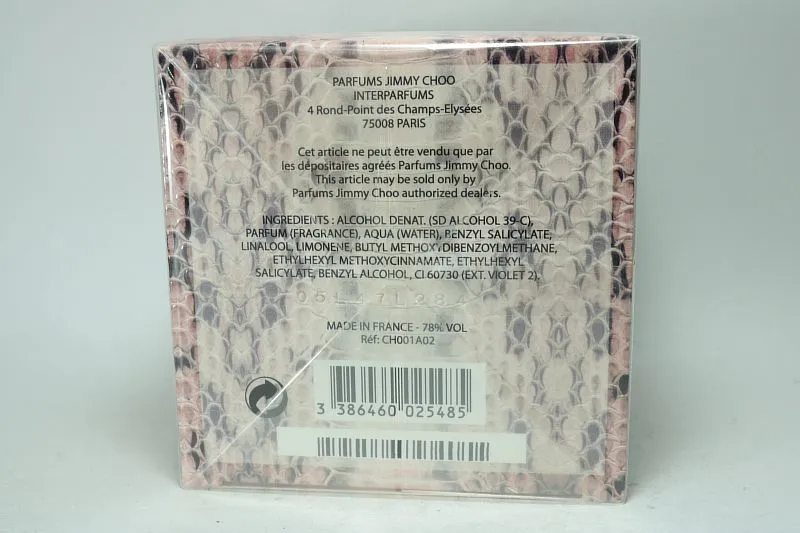 PARFUMS JIMMY CHOO
INTERPARFUMS
4 Rond-Point des Champs-Elysées
75008 PARIS
Cet article ne peut être vendu que par
les dépositaires agréés Parfums Jimmy Choo.
This article may be sold only by
Parfums Jimmy Choo authorized dealers.
INGREDIENTS : ALCOHOL DENAT. (SD ALCOHOL 39-C),
PARFUM (FRAGRANCE), AQUA (WATER), BENZYL SALICYLATE,
LINALOOL, LIMONENE, BUTYL METHOXYDIBENZOYLMETHANE,
ETHYLHEXYL METHOXYCINNAMATE, ETHYLHEXYL
SALICYLATE, BENZYL ALCOHOL, CI 60730 (EXT. VIOLET 2).
MADE IN FRANCE - 78% VOL
Réf: CH001A02
3 386460 025485